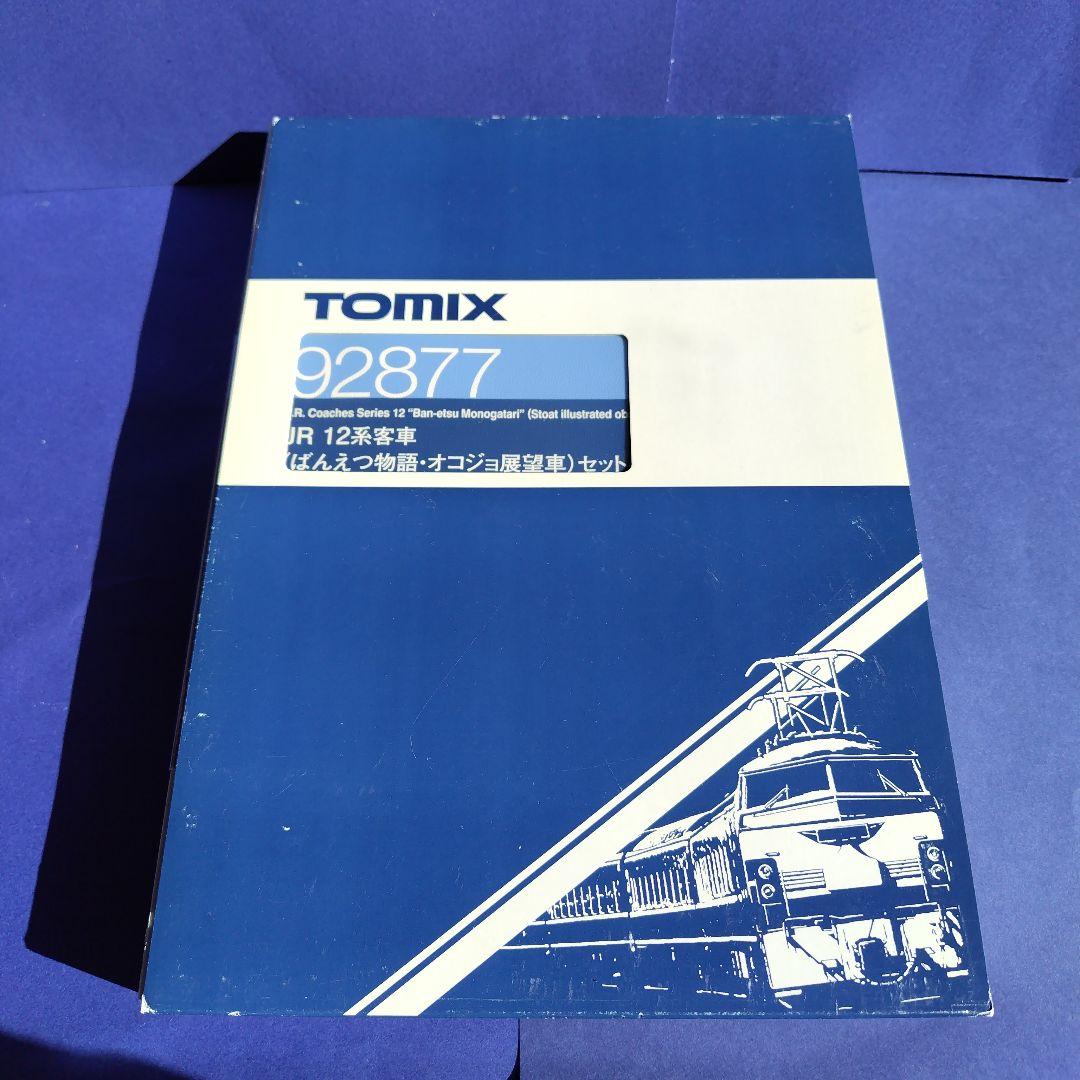 TOMIX
92877
.R. Coaches Series 12 "Ban-etsu Monogatari" (Stoat illustrated ob
JR 12系客車
(ばんえつ物語・オコジョ展望車)セット